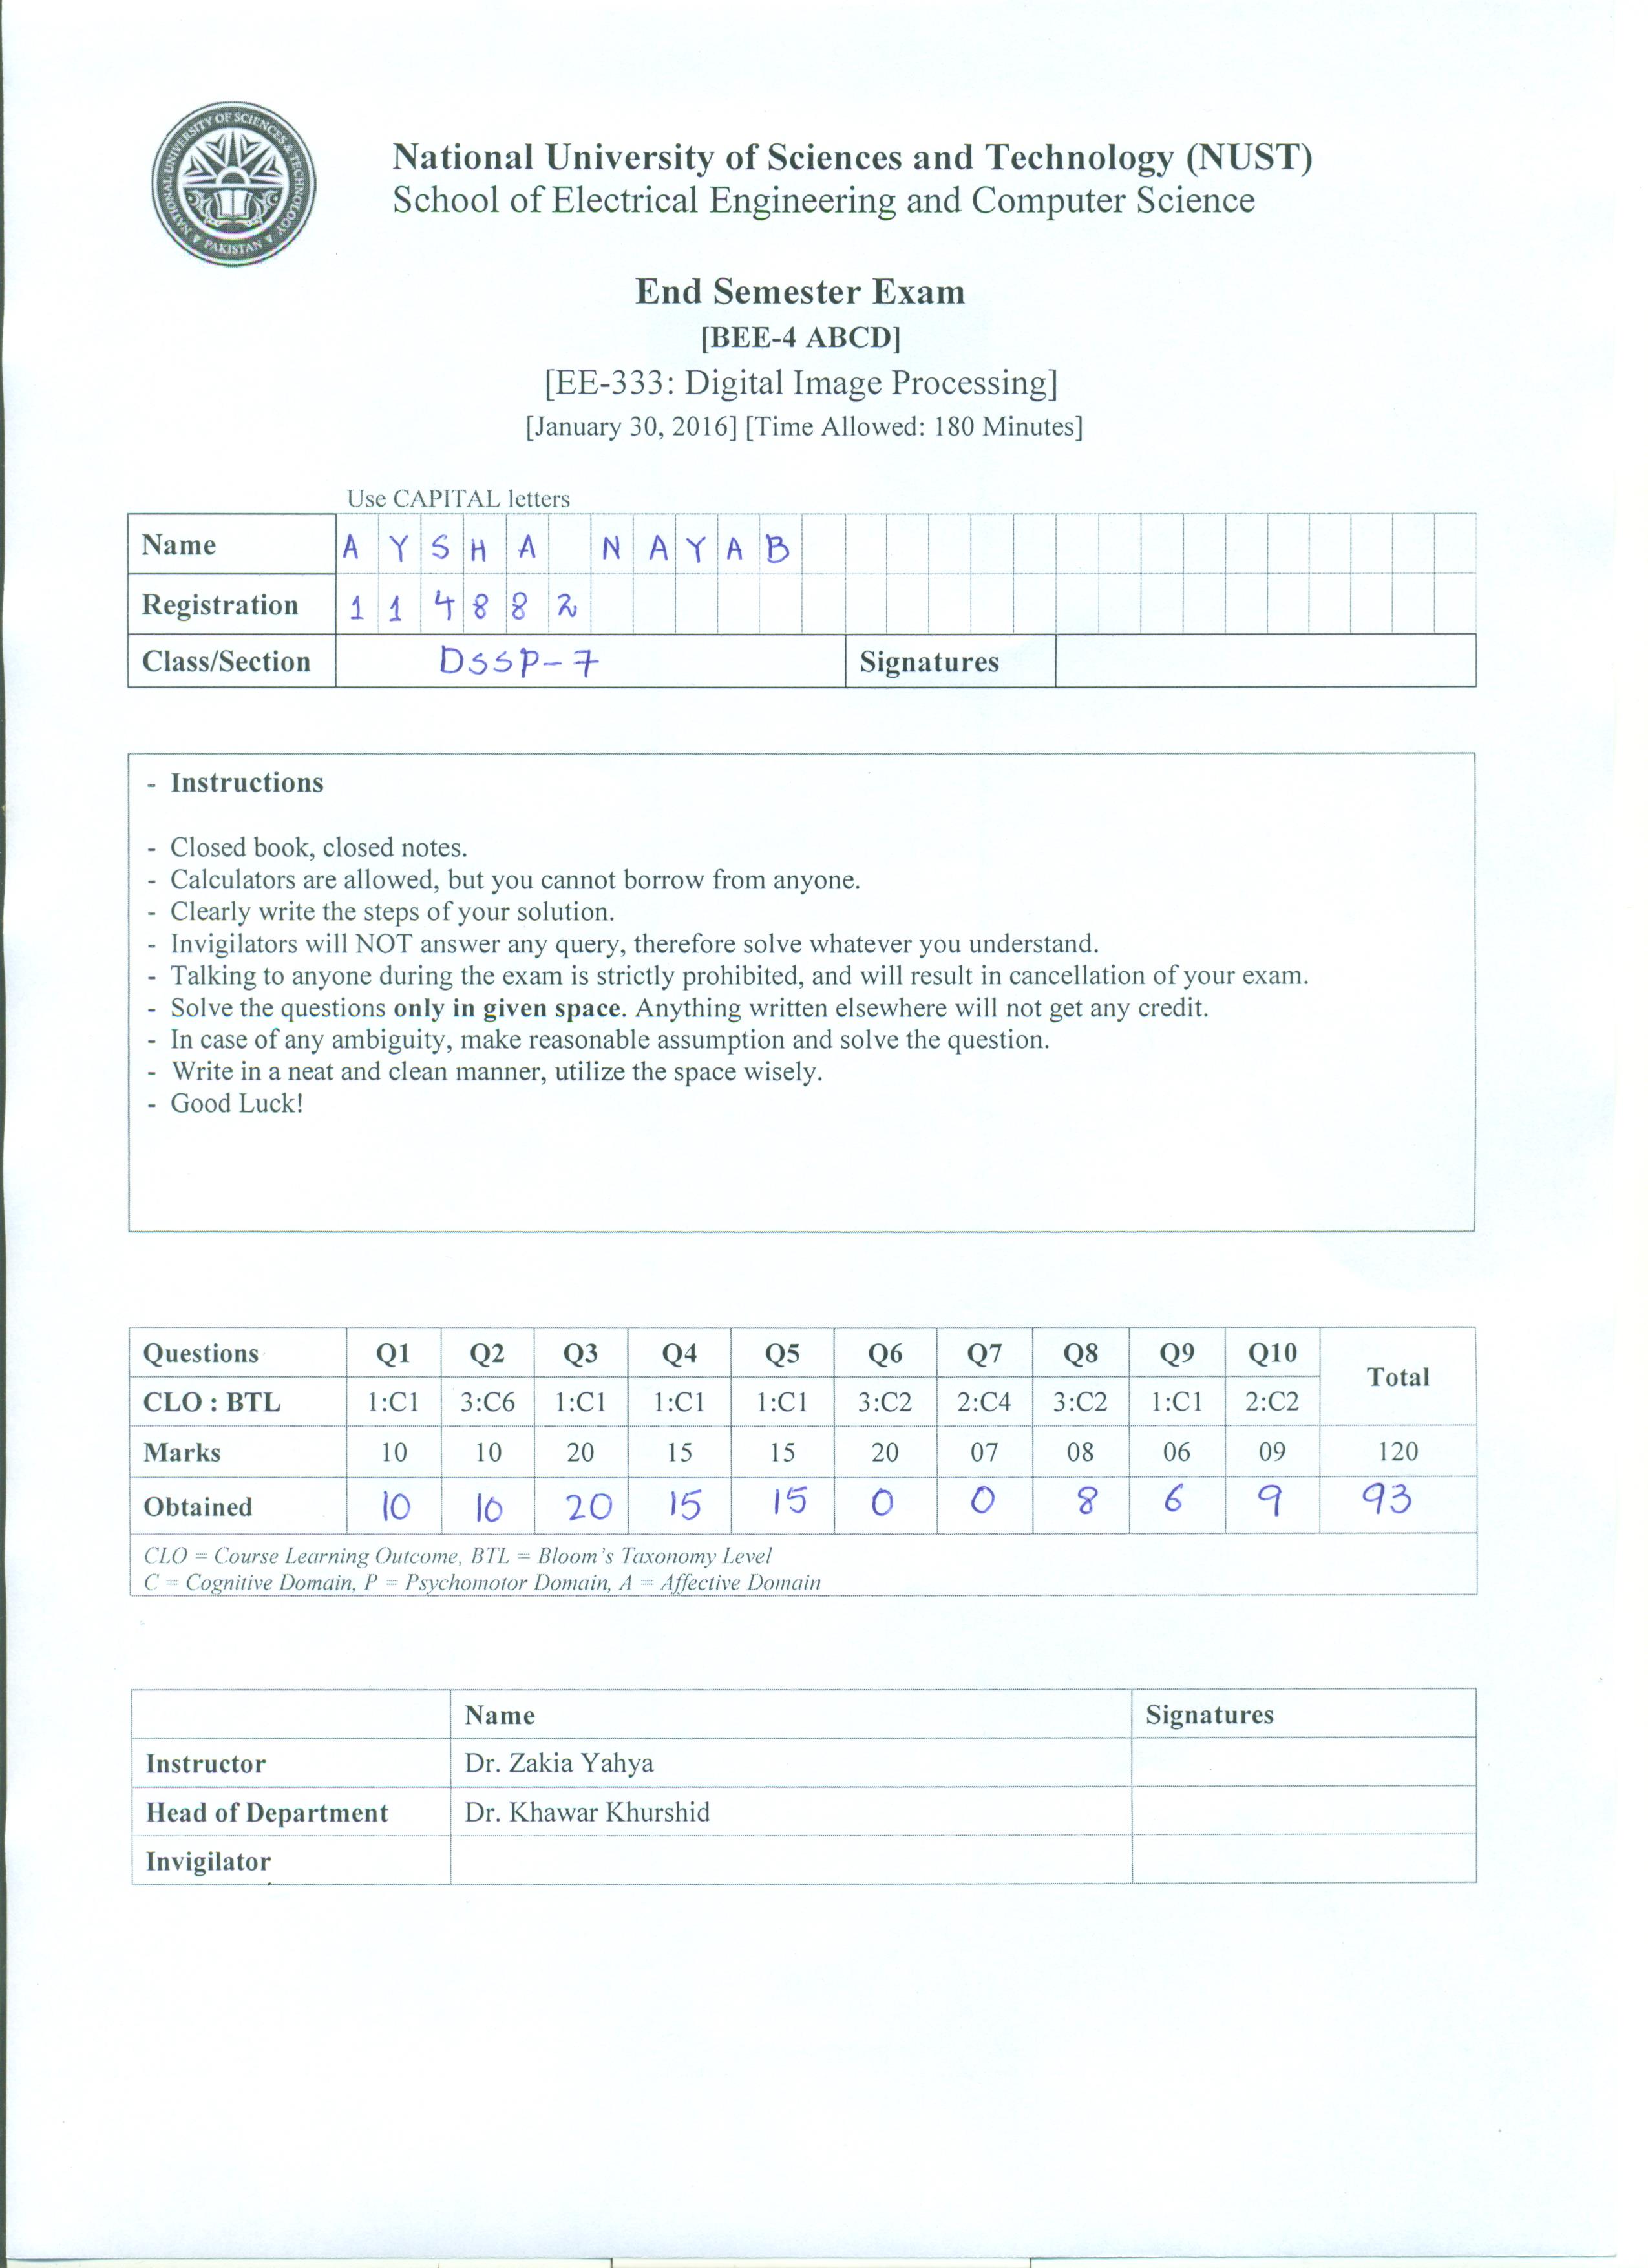 NATIONAL UNIVERSITY OF SCIENCES & TECHNOLOGY
PAKISTAN
National University of Sciences and Technology (NUST)
School of Electrical Engineering and Computer Science
End Semester Exam
[BEE-4 ABCD]
[EE-333: Digital Image Processing]
[January 30, 2016] [Time Allowed: 180 Minutes]
Use CAPITAL letters
Name A Y S H A N A Y A B
Registration 1 1 4 8 8 2
Class/Section DSSP-7 Signatures
- Instructions
- Closed book, closed notes.
- Calculators are allowed, but you cannot borrow from anyone.
- Clearly write the steps of your solution.
- Invigilators will NOT answer any query, therefore solve whatever you understand.
- Talking to anyone during the exam is strictly prohibited, and will result in cancellation of your exam.
- Solve the questions only in given space. Anything written elsewhere will not get any credit.
- In case of any ambiguity, make reasonable assumption and solve the question.
- Write in a neat and clean manner, utilize the space wisely.
- Good Luck!
Questions Q1 Q2 Q3 Q4 Q5 Q6 Q7 Q8 Q9 Q10 Total
CLO : BTL 1:C1 3:C6 1:C1 1:C1 1:C1 3:C2 2:C4 3:C2 1:C1 2:C2
Marks 10 10 20 15 15 20 07 08 06 09 120
Obtained 10 10 20 15 15 0 0 8 6 9 93
CLO = Course Learning Outcome, BTL = Bloom's Taxonomy Level
C = Cognitive Domain, P = Psychomotor Domain, A = Affective Domain
Name Signatures
Instructor Dr. Zakia Yahya
Head of Department Dr. Khawar Khurshid
Invigilator